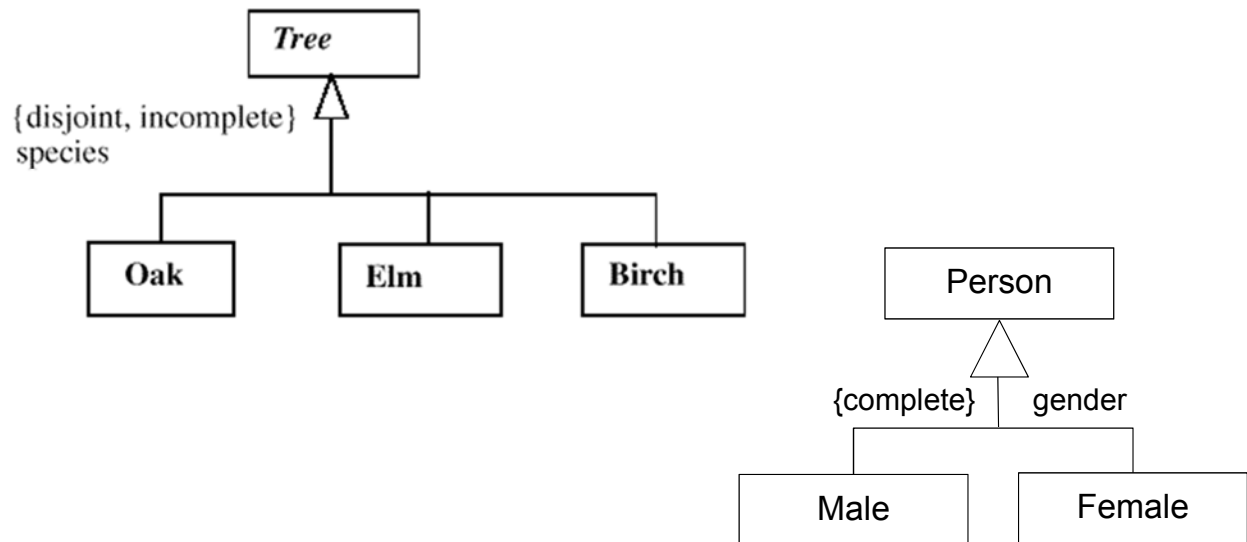 Tree
{disjoint, incomplete}
species
Oak Elm Birch
Person
{complete} gender
Male Female